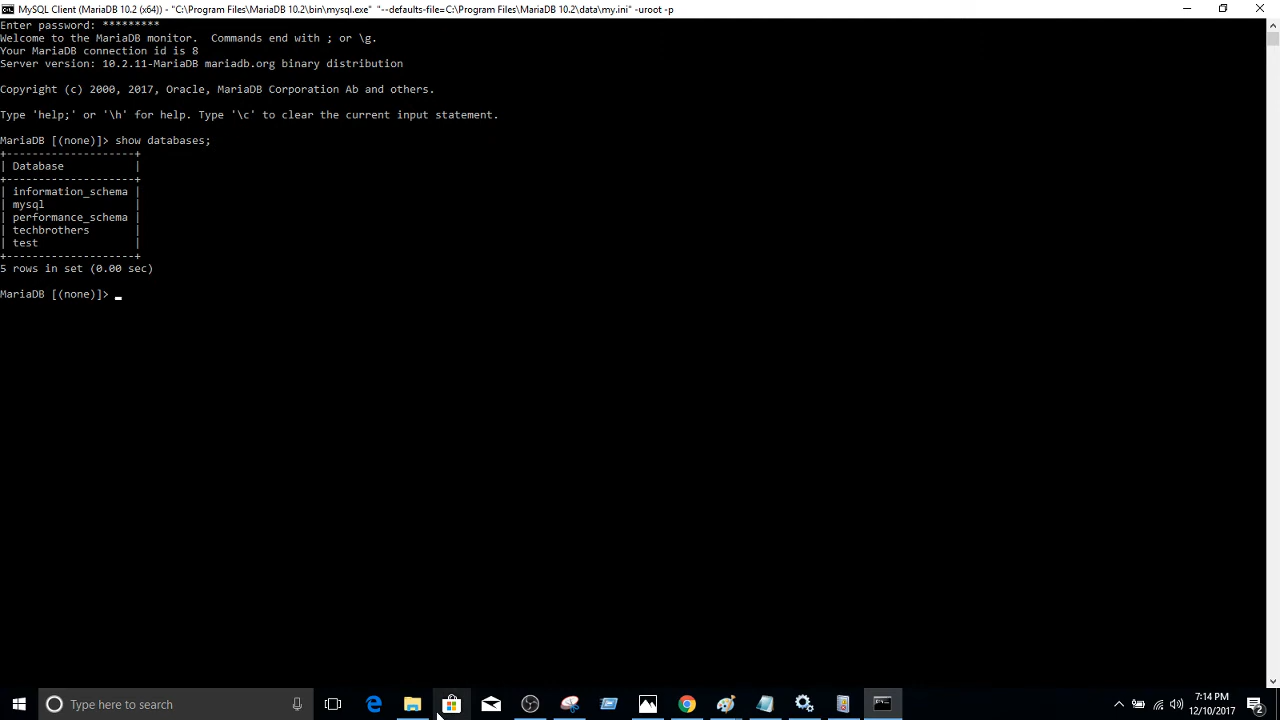 MySQL Client (MariaDB 10.2 (x64)) - "C:\Program Files\MariaDB 10.2\bin\mysql.exe"  "--defaults-file=C:\Program Files\MariaDB 10.2\data\my.ini" -uroot -p
Enter password: *********
Welcome to the MariaDB monitor.  Commands end with ; or \g.
Your MariaDB connection id is 8
Server version: 10.2.11-MariaDB mariadb.org binary distribution
Copyright (c) 2000, 2017, Oracle, MariaDB Corporation Ab and others.
Type 'help;' or '\h' for help. Type '\c' to clear the current input statement.
MariaDB [(none)]> show databases;
+--------------------+
| Database           |
+--------------------+
| information_schema |
| mysql              |
| performance_schema |
| techbrothers       |
| test               |
+--------------------+
5 rows in set (0.00 sec)
MariaDB [(none)]> _
Type here to search
7:14 PM
12/10/2017
2